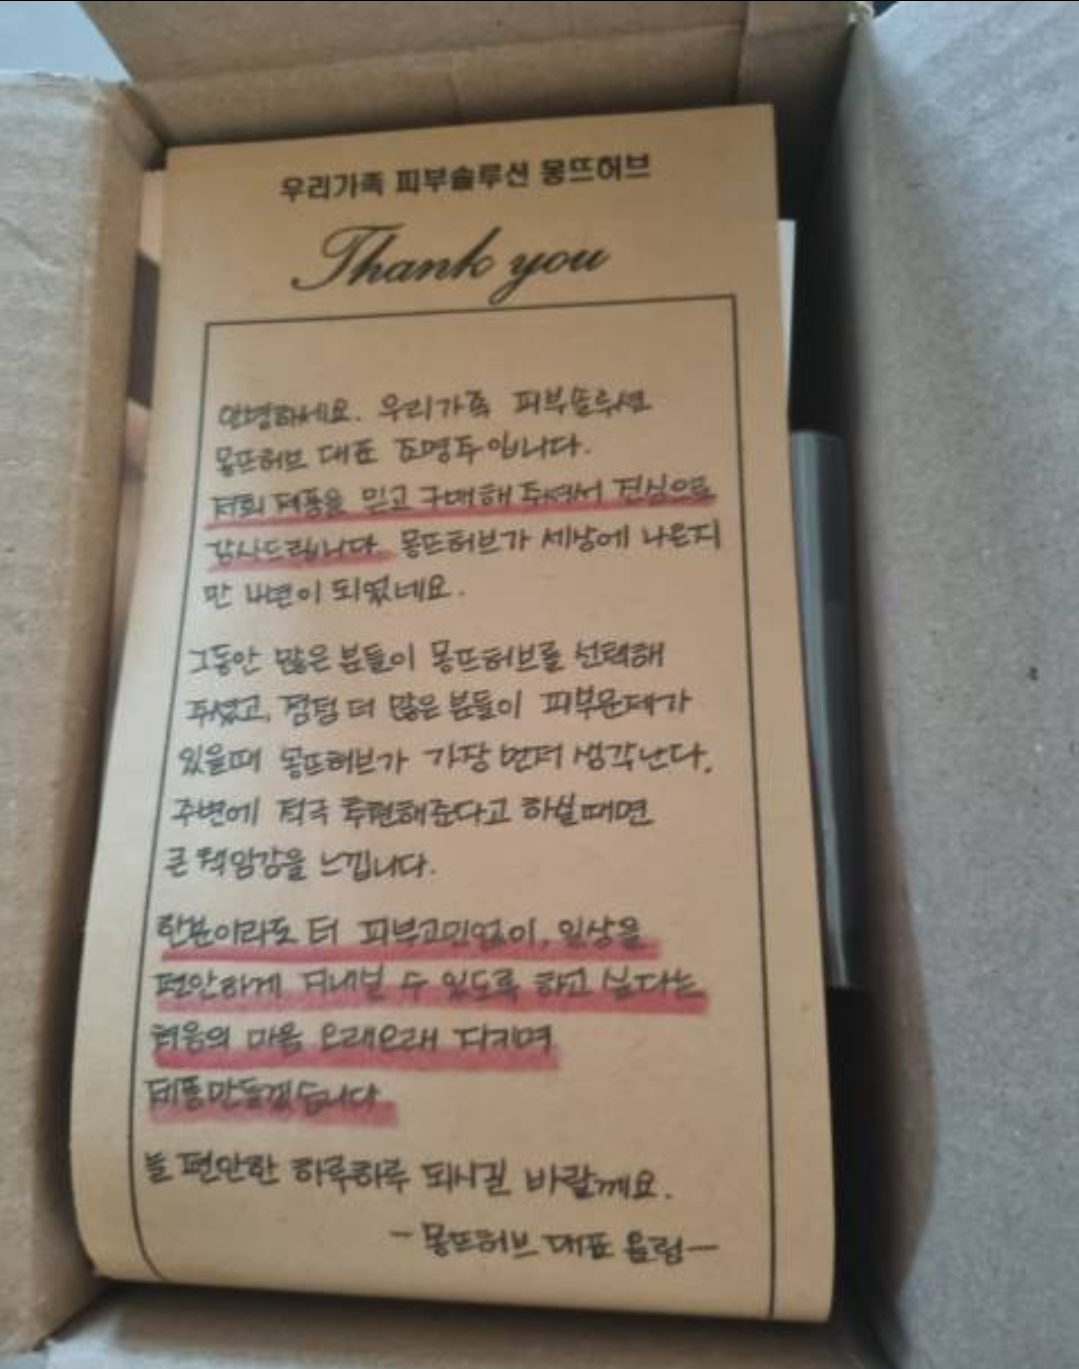 우리가족 피부솔루션 몽뜨허브
Thank you
안녕하세요. 우리가족 피부솔루션
몽뜨허브 대표 조명주입니다.
저희 제품을 믿고 구매해 주셔서 진심으로
감사드립니다. 몽뜨허브가 세상에 나온지
만 년이 되었네요.
그동안 많은 분들이 몽뜨허브를 선택해
주셨고, 점점 더 많은 분들이 피부문제가
있을때 몽뜨허브가 가장 먼저 생각난다,
주변에 적극 추천해준다고 하실때면
큰 책임감을 느낍니다.
한분이라도 더 피부고민없이, 일상을
편안하게 지내실 수 있도록 하고 싶다는
처음의 마음 오래오래 지키며
제품만들겠습니다
늘 편안한 하루하루 되시길 바랄께요.
- 몽뜨허브 대표 -